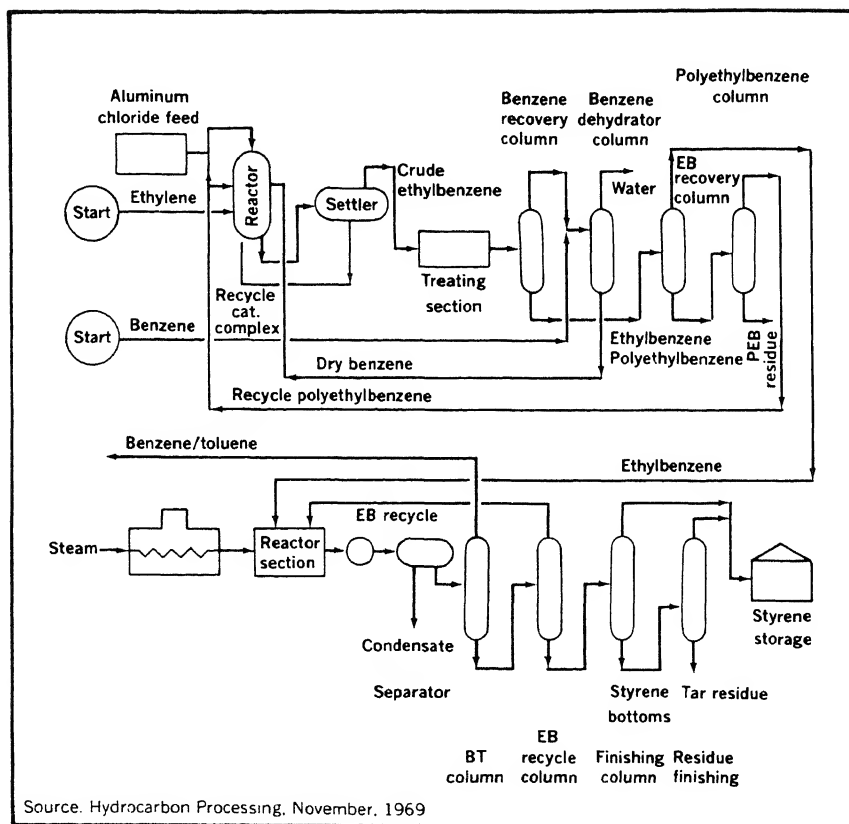 Polyethylbenzene
column
Aluminum
chloride feed
Benzene
recovery
column
Benzene
dehydrator
column
EB
recovery
column
Crude
ethylbenzene
Water
Start
Ethylene
Reactor
Settler
Treating
section
Recycle
cat.
complex
Start
Benzene
Ethylbenzene
Polyethylbenzene
PEB
residue
Dry benzene
Recycle polyethylbenzene
Benzene/toluene
Ethylbenzene
EB recycle
Steam
Reactor
section
Styrene
storage
Condensate
Separator
Styrene
bottoms
Tar residue
BT
column
EB
recycle
column
Finishing
column
Residue
finishing
Source. Hydrocarbon Processing, November, 1969